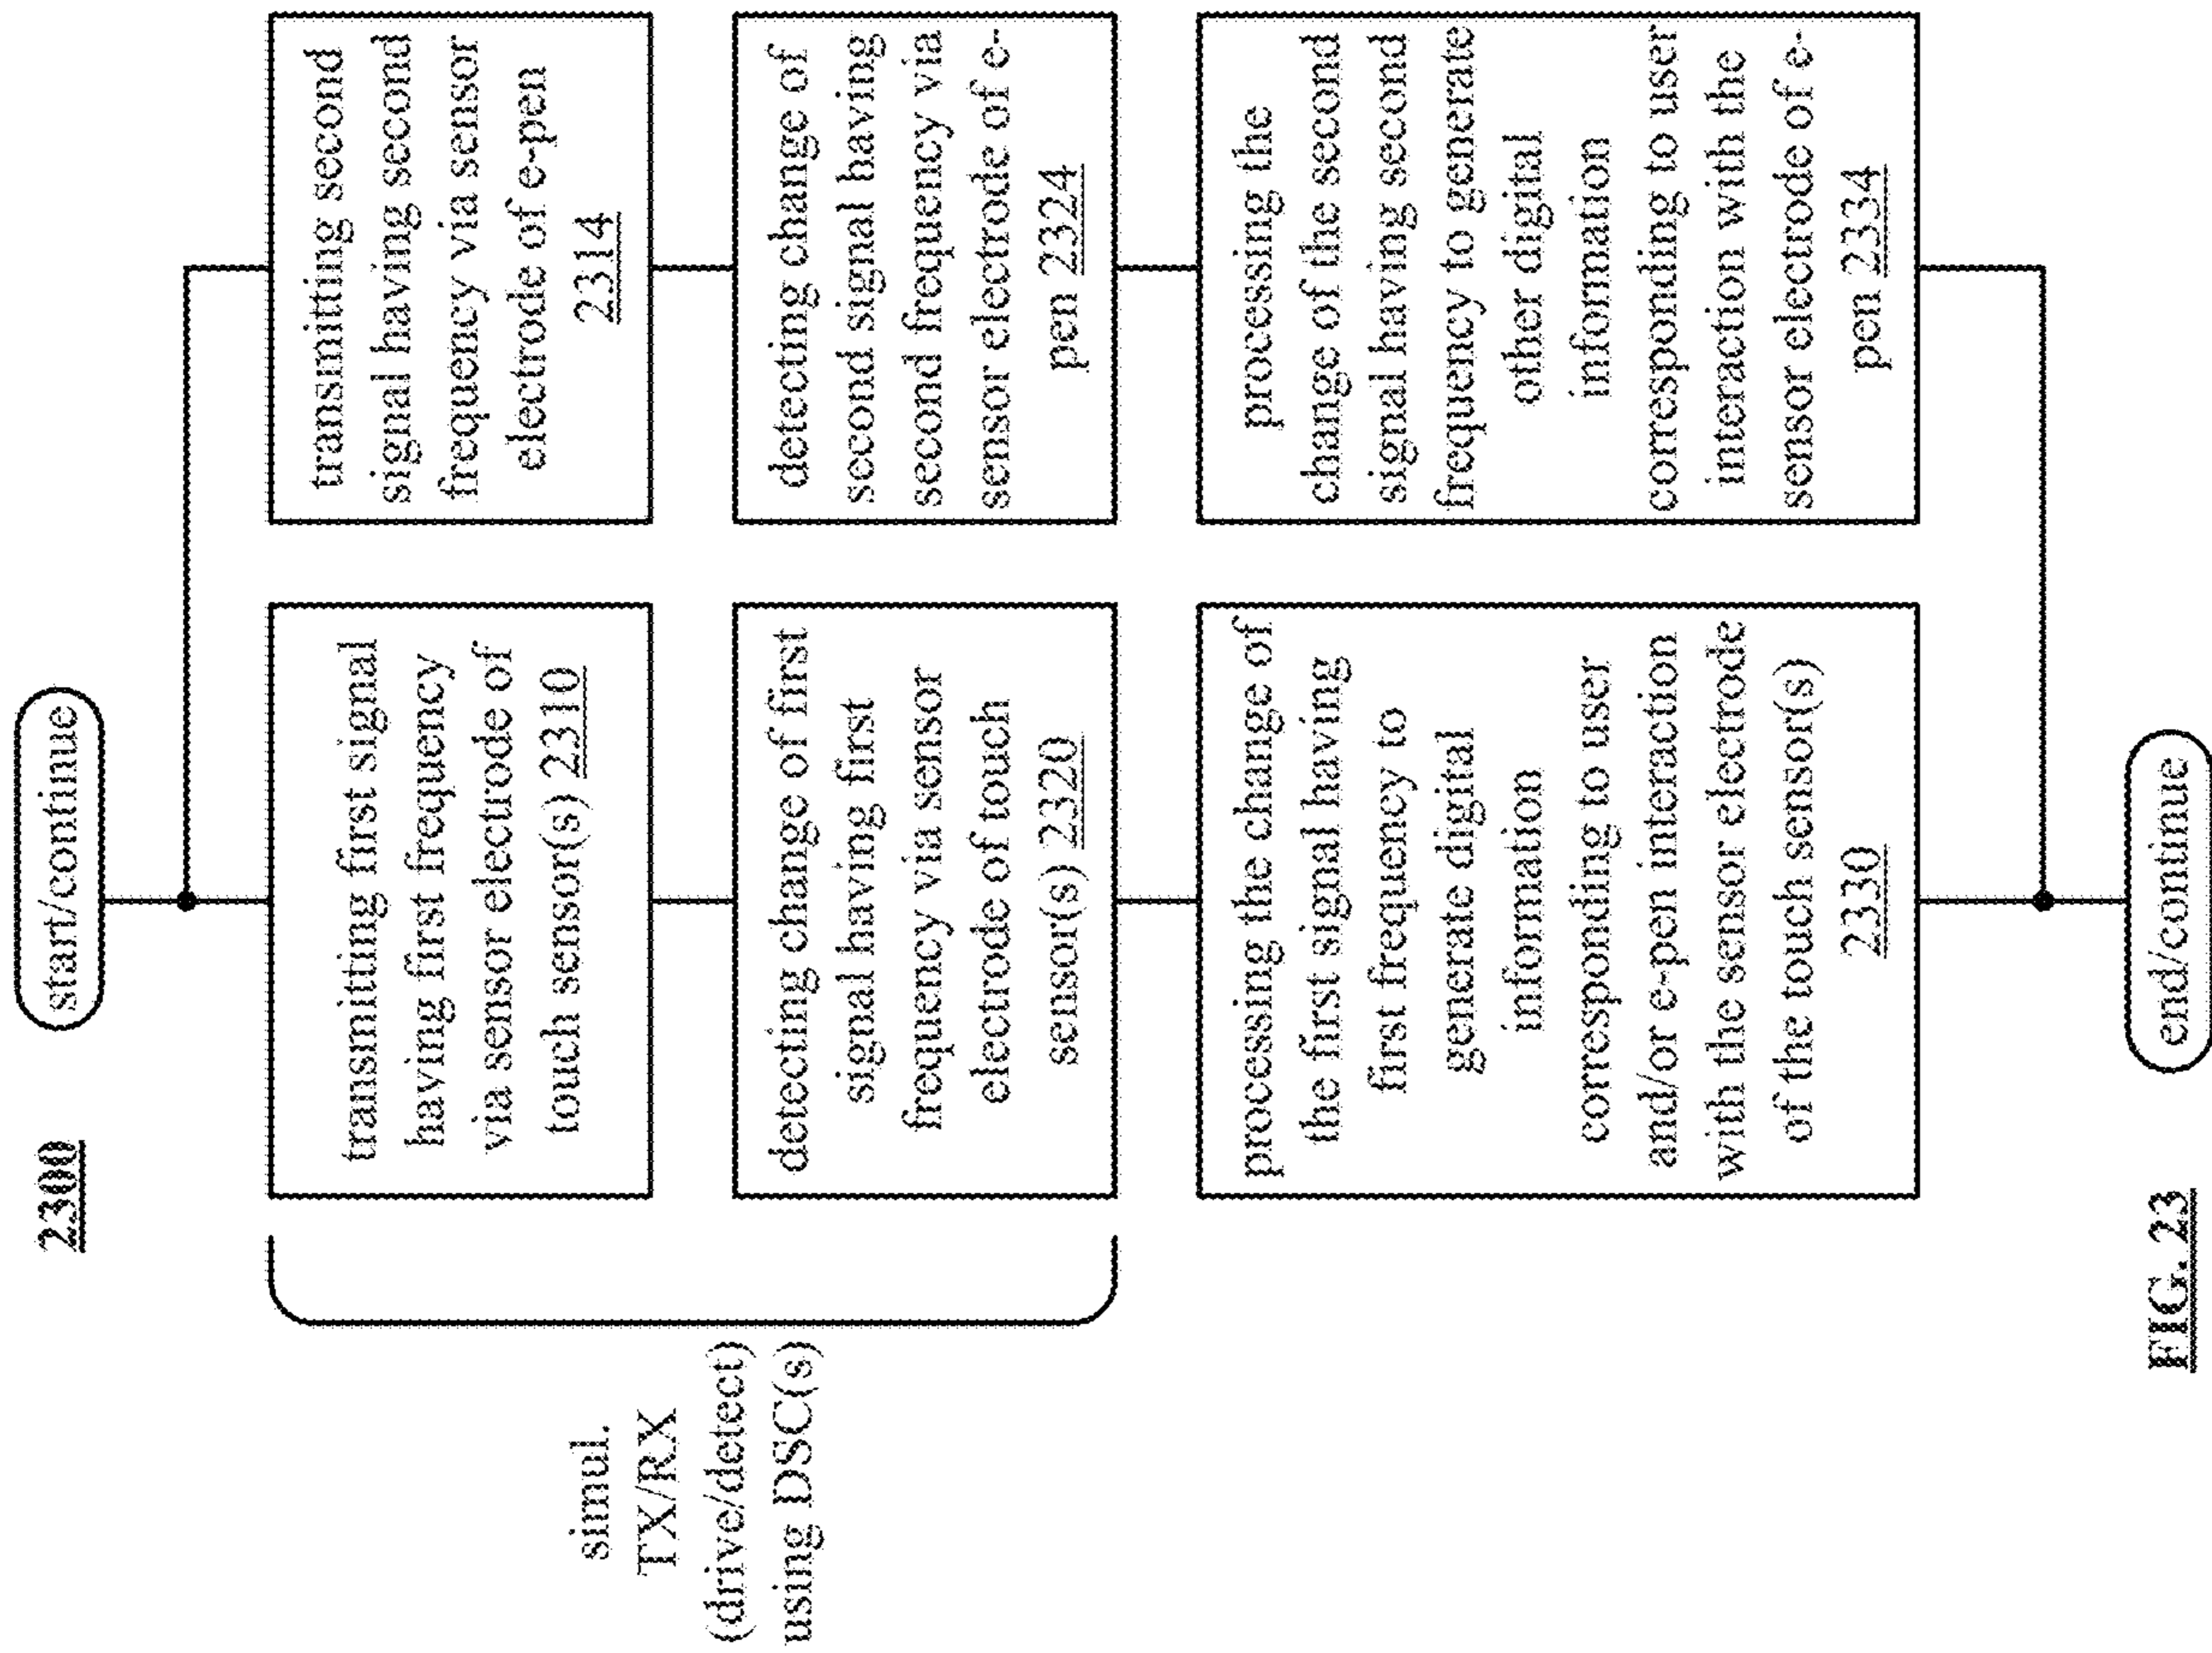 2300
start/continue
simul.
TX/RX
(drive/detect)
using DSC(s)
transmitting first signal
having first frequency
via sensor electrode of
touch sensor(s) 2310
detecting change of first
signal having first
frequency via sensor
electrode of touch
sensor(s) 2320
processing the change of
the first signal having
first frequency to
generate digital
information
corresponding to user
and/or e-pen interaction
with the sensor electrode
of the touch sensor(s)
2330
transmitting second
signal having second
frequency via sensor
electrode of e-pen
2314
detecting change of
second signal having
second frequency via
sensor electrode of e-
pen 2324
processing the
change of the second
signal having second
frequency to generate
other digital
information
corresponding to user
interaction with the
sensor electrode of e-
pen 2334
end/continue
FIG. 23